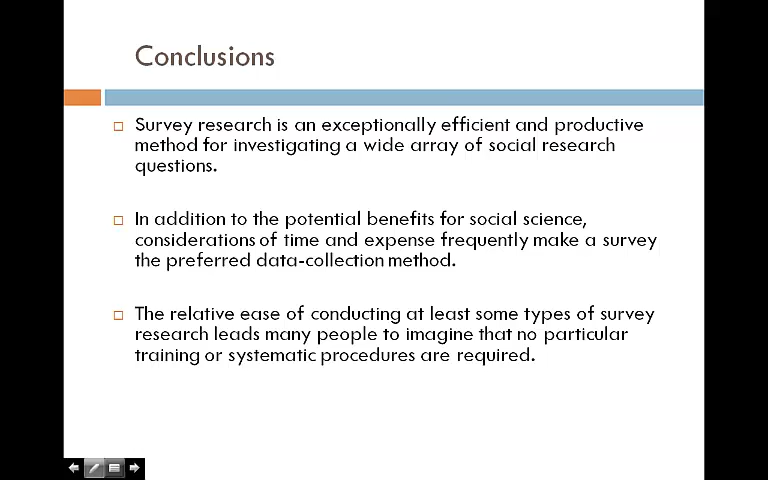 Conclusions
Survey research is an exceptionally efficient and productive
method for investigating a wide array of social research
questions.
In addition to the potential benefits for social science,
considerations of time and expense frequently make a survey
the preferred data-collection method.
The relative ease of conducting at least some types of survey
research leads many people to imagine that no particular
training or systematic procedures are required.